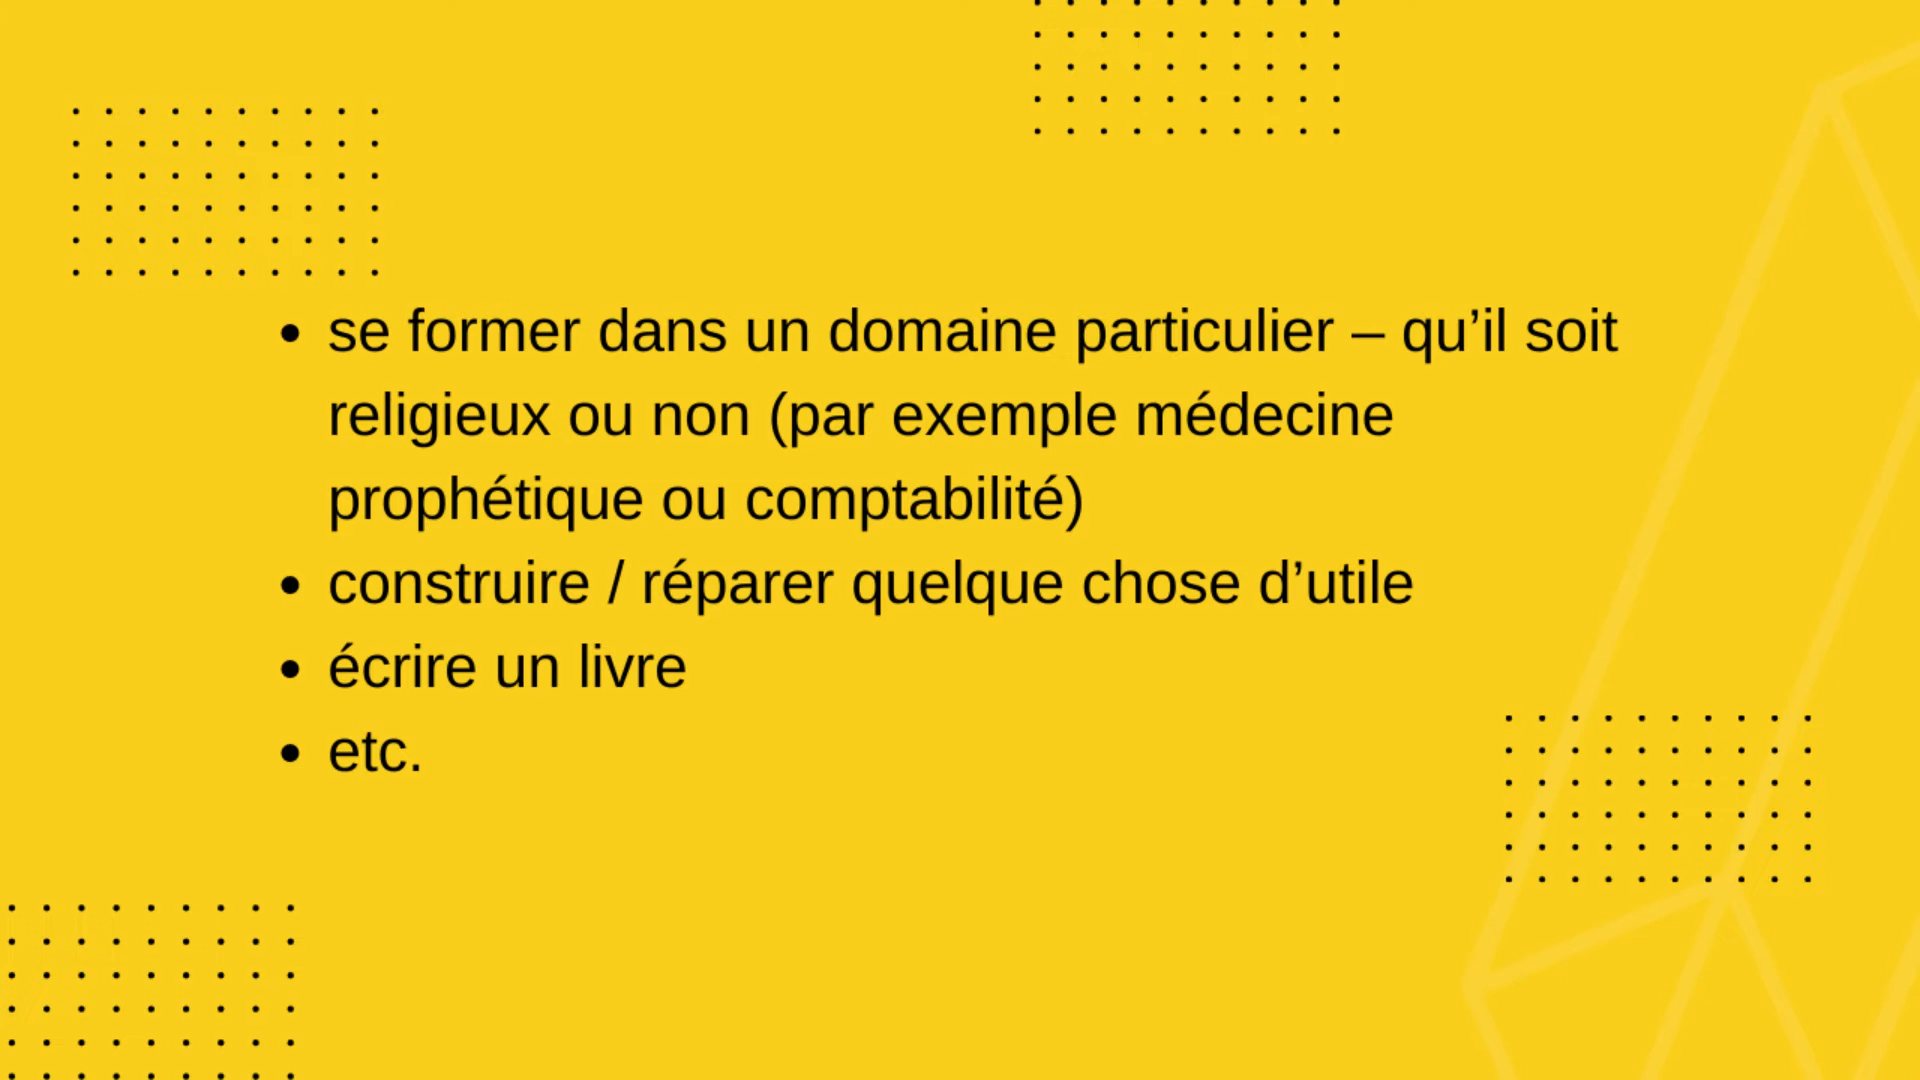 • se former dans un domaine particulier – qu’il soit
religieux ou non (par exemple médecine
prophétique ou comptabilité)
• construire / réparer quelque chose d’utile
• écrire un livre
• etc.